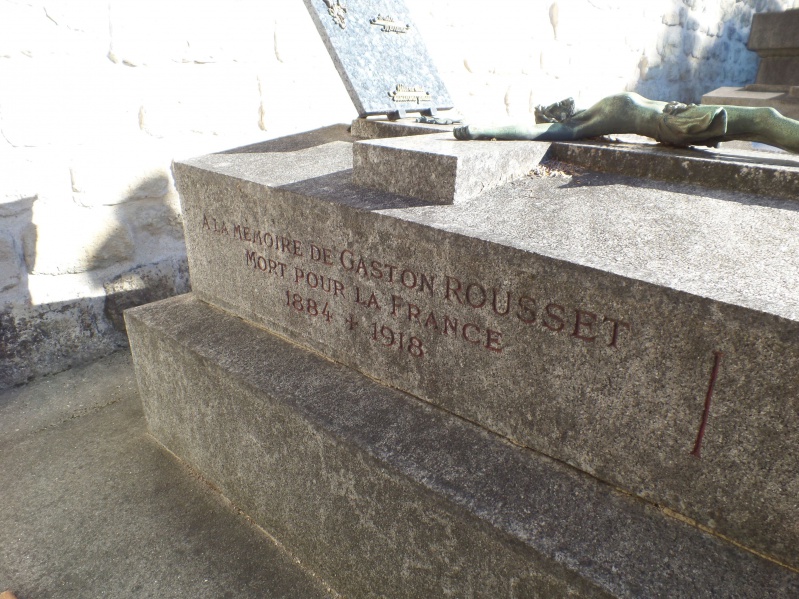 A LA MEMOIRE DE GASTON ROUSSET
MORT POUR LA FRANCE
1884 + 1918